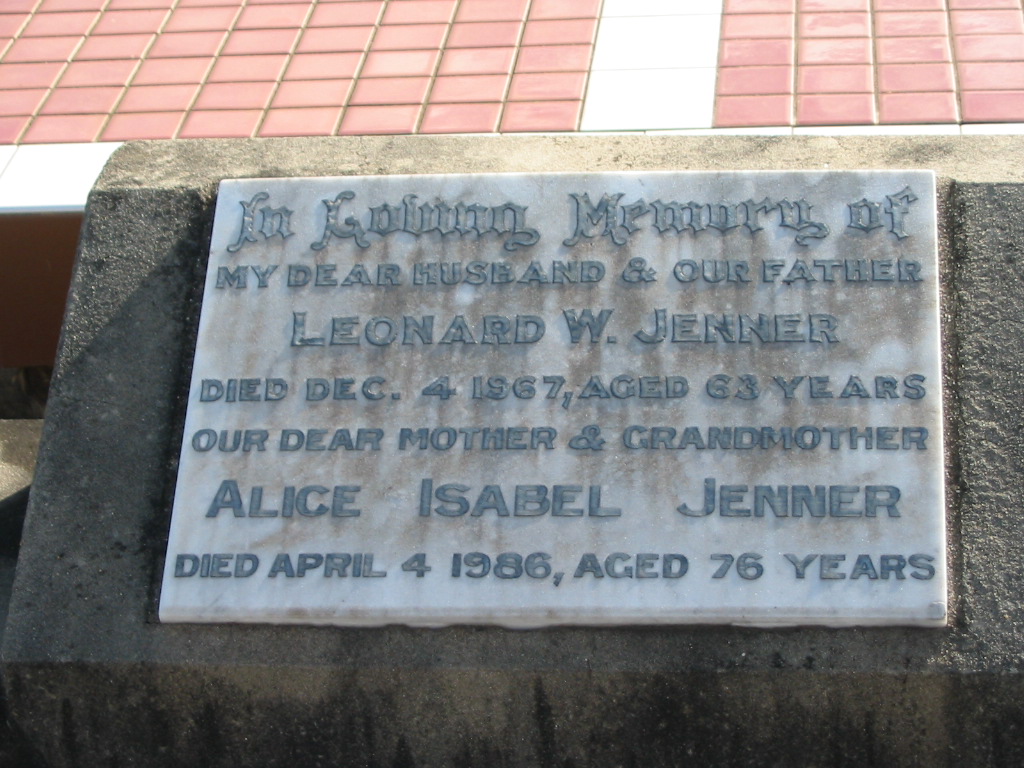 In Loving Memory of
MY DEAR HUSBAND & OUR FATHER
LEONARD W. JENNER
DIED DEC. 4 1967, AGED 63 YEARS
OUR DEAR MOTHER & GRANDMOTHER
ALICE ISABEL JENNER
DIED APRIL 4 1986, AGED 76 YEARS